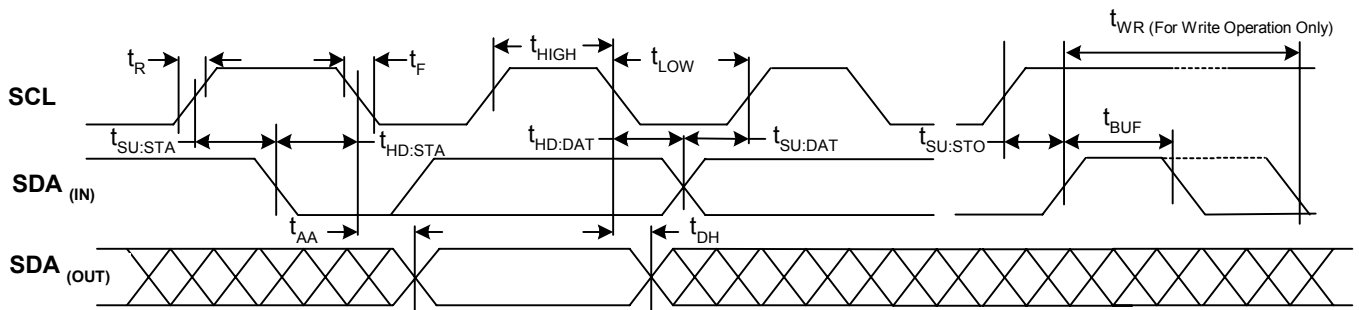 tWR (For Write Operation Only)
tR
tF
tHIGH
tLOW
SCL
tSU:STA
tHD:STA
tHD:DAT
tSU:DAT
tSU:STO
tBUF
SDA (IN)
tAA
tDH
SDA (OUT)